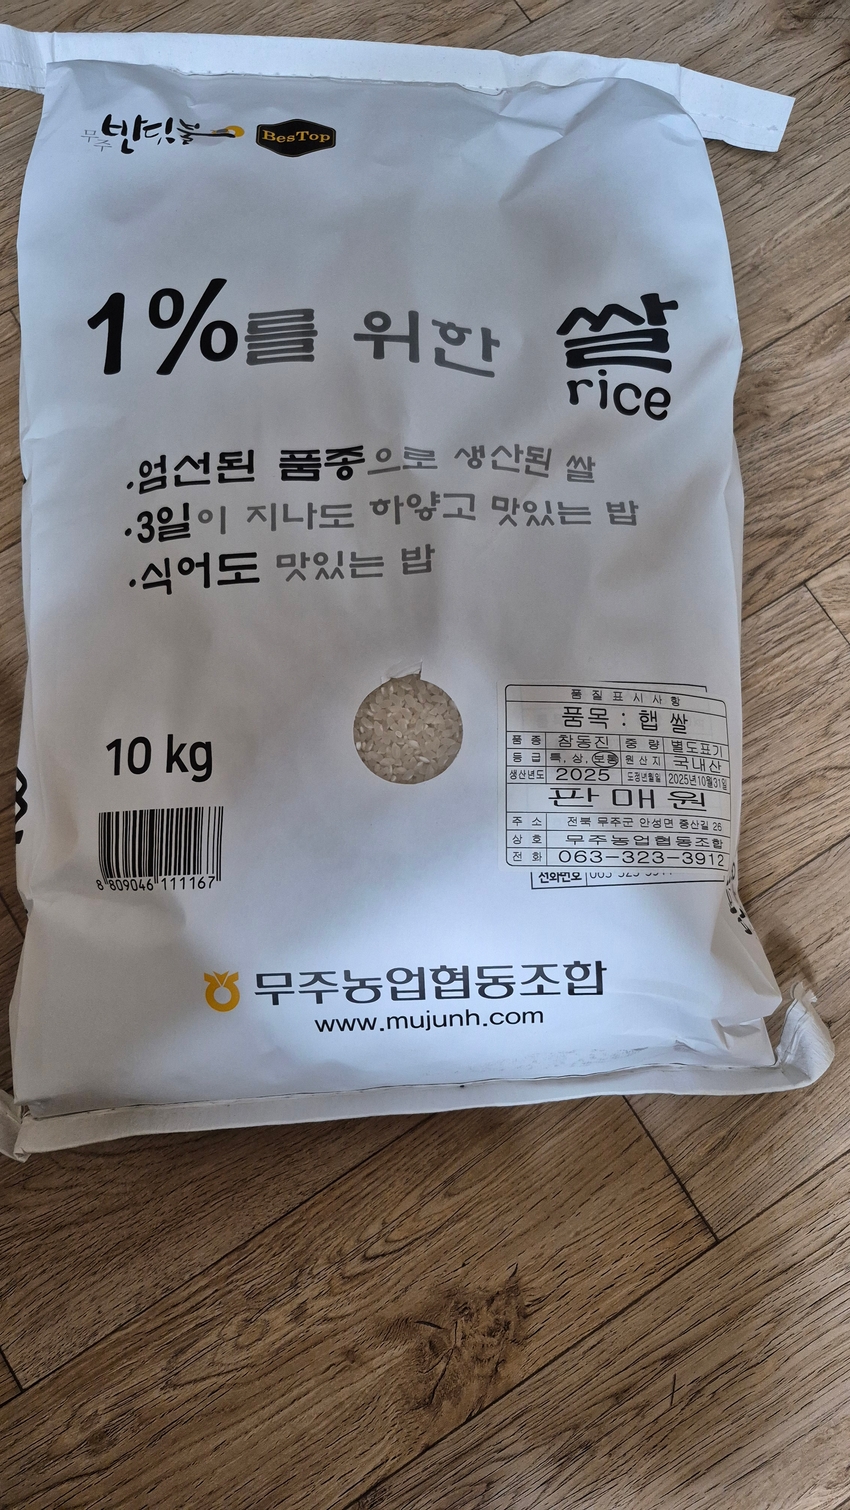 무주 반딧불 BesTop
1%를 위한 쌀
rice
.엄선된 품종으로 생산된 쌀
.3일이 지나도 하얗고 맛있는 밥
.식어도 맛있는 밥
10 kg
8 809046 111167
품 질 표 시 사 항
품목 : 햅 쌀
품 종 참동진 중 량 별도표기
등 급 특, 상, 보통 원 산 지 국내산
생산년도 2025 도정년월일 2025년10월31일
판 매 원
주 소 전북 무주군 안성면 중산길 26
상 호 무주농업협동조합
전 화 063-323-3912
전화번호
무주농업협동조합
www.mujunh.com